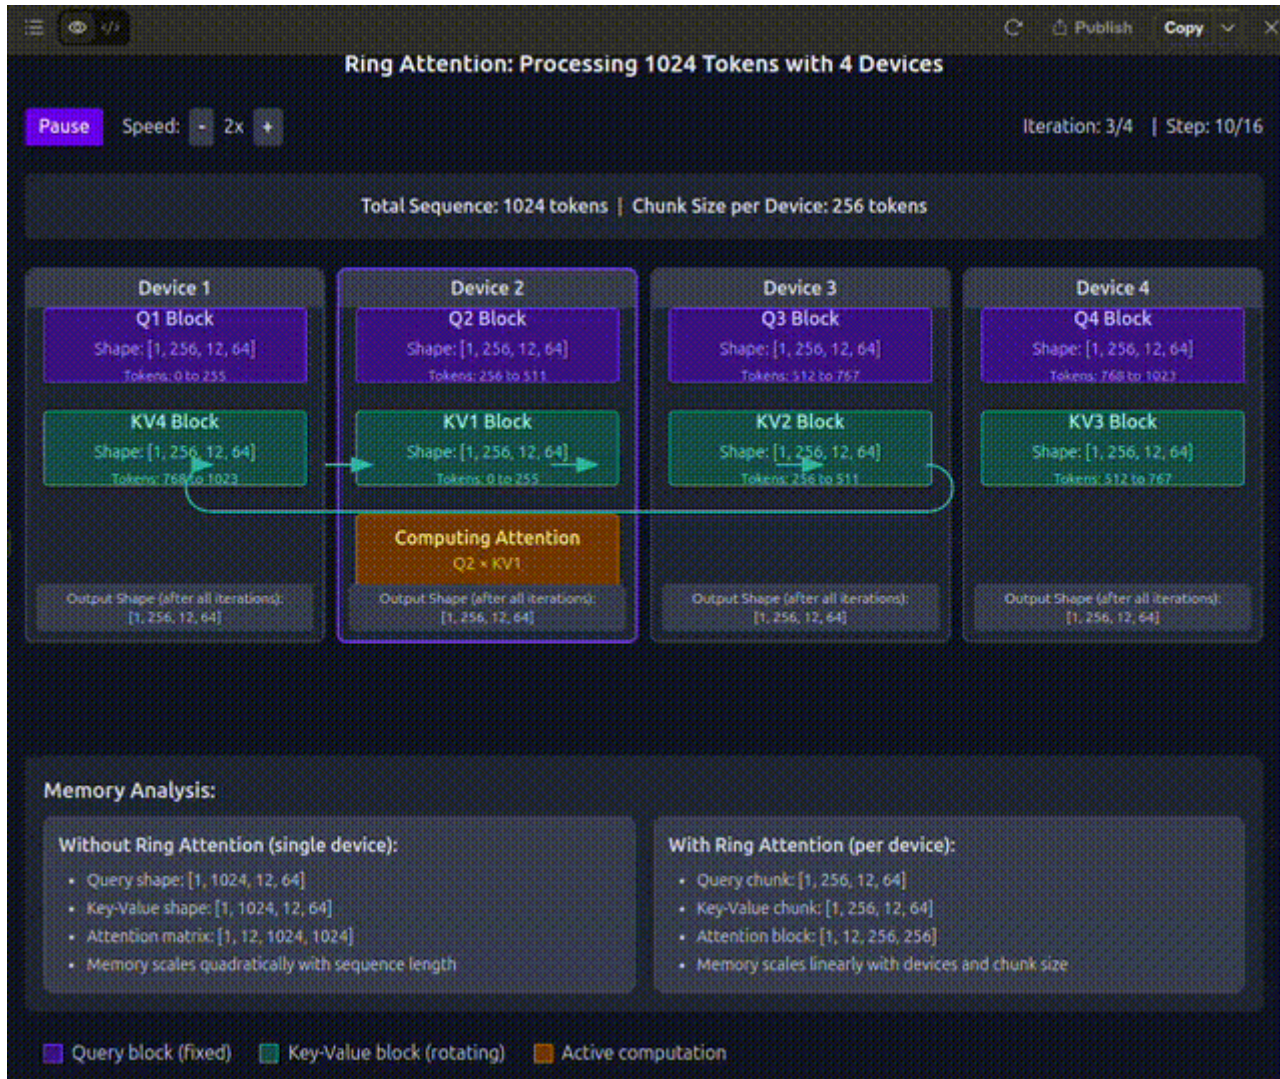 </> Publish Copy
Ring Attention: Processing 1024 Tokens with 4 Devices
Pause Speed: - 2x + Iteration: 3/4 | Step: 10/16
Total Sequence: 1024 tokens | Chunk Size per Device: 256 tokens
Device 1
Q1 Block
Shape: [1, 256, 12, 64]
Tokens: 0 to 255
KV4 Block
Shape: [1, 256, 12, 64]
Tokens: 768 to 1023
Output Shape (after all iterations):
[1, 256, 12, 64]
Device 2
Q2 Block
Shape: [1, 256, 12, 64]
Tokens: 256 to 511
KV1 Block
Shape: [1, 256, 12, 64]
Tokens: 0 to 255
Computing Attention
Q2 × KV1
Output Shape (after all iterations):
[1, 256, 12, 64]
Device 3
Q3 Block
Shape: [1, 256, 12, 64]
Tokens: 512 to 767
KV2 Block
Shape: [1, 256, 12, 64]
Tokens: 256 to 511
Output Shape (after all iterations):
[1, 256, 12, 64]
Device 4
Q4 Block
Shape: [1, 256, 12, 64]
Tokens: 768 to 1023
KV3 Block
Shape: [1, 256, 12, 64]
Tokens: 512 to 767
Output Shape (after all iterations):
[1, 256, 12, 64]
Memory Analysis:
Without Ring Attention (single device):
• Query shape: [1, 1024, 12, 64]
• Key-Value shape: [1, 1024, 12, 64]
• Attention matrix: [1, 12, 1024, 1024]
• Memory scales quadratically with sequence length
With Ring Attention (per device):
• Query chunk: [1, 256, 12, 64]
• Key-Value chunk: [1, 256, 12, 64]
• Attention block: [1, 12, 256, 256]
• Memory scales linearly with devices and chunk size
Query block (fixed) Key-Value block (rotating) Active computation